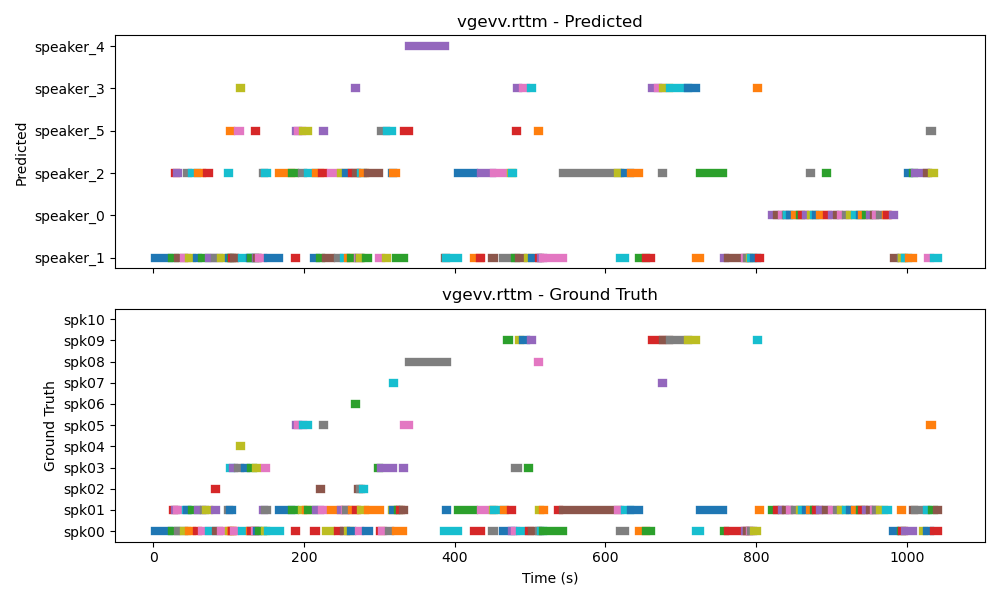 vgevv.rttm - Predicted
speaker_4
speaker_3
speaker_5
speaker_2
speaker_0
speaker_1
Predicted
vgevv.rttm - Ground Truth
spk10
spk09
spk08
spk07
spk06
spk05
spk04
spk03
spk02
spk01
spk00
Ground Truth
0 200 400 600 800 1000
Time (s)